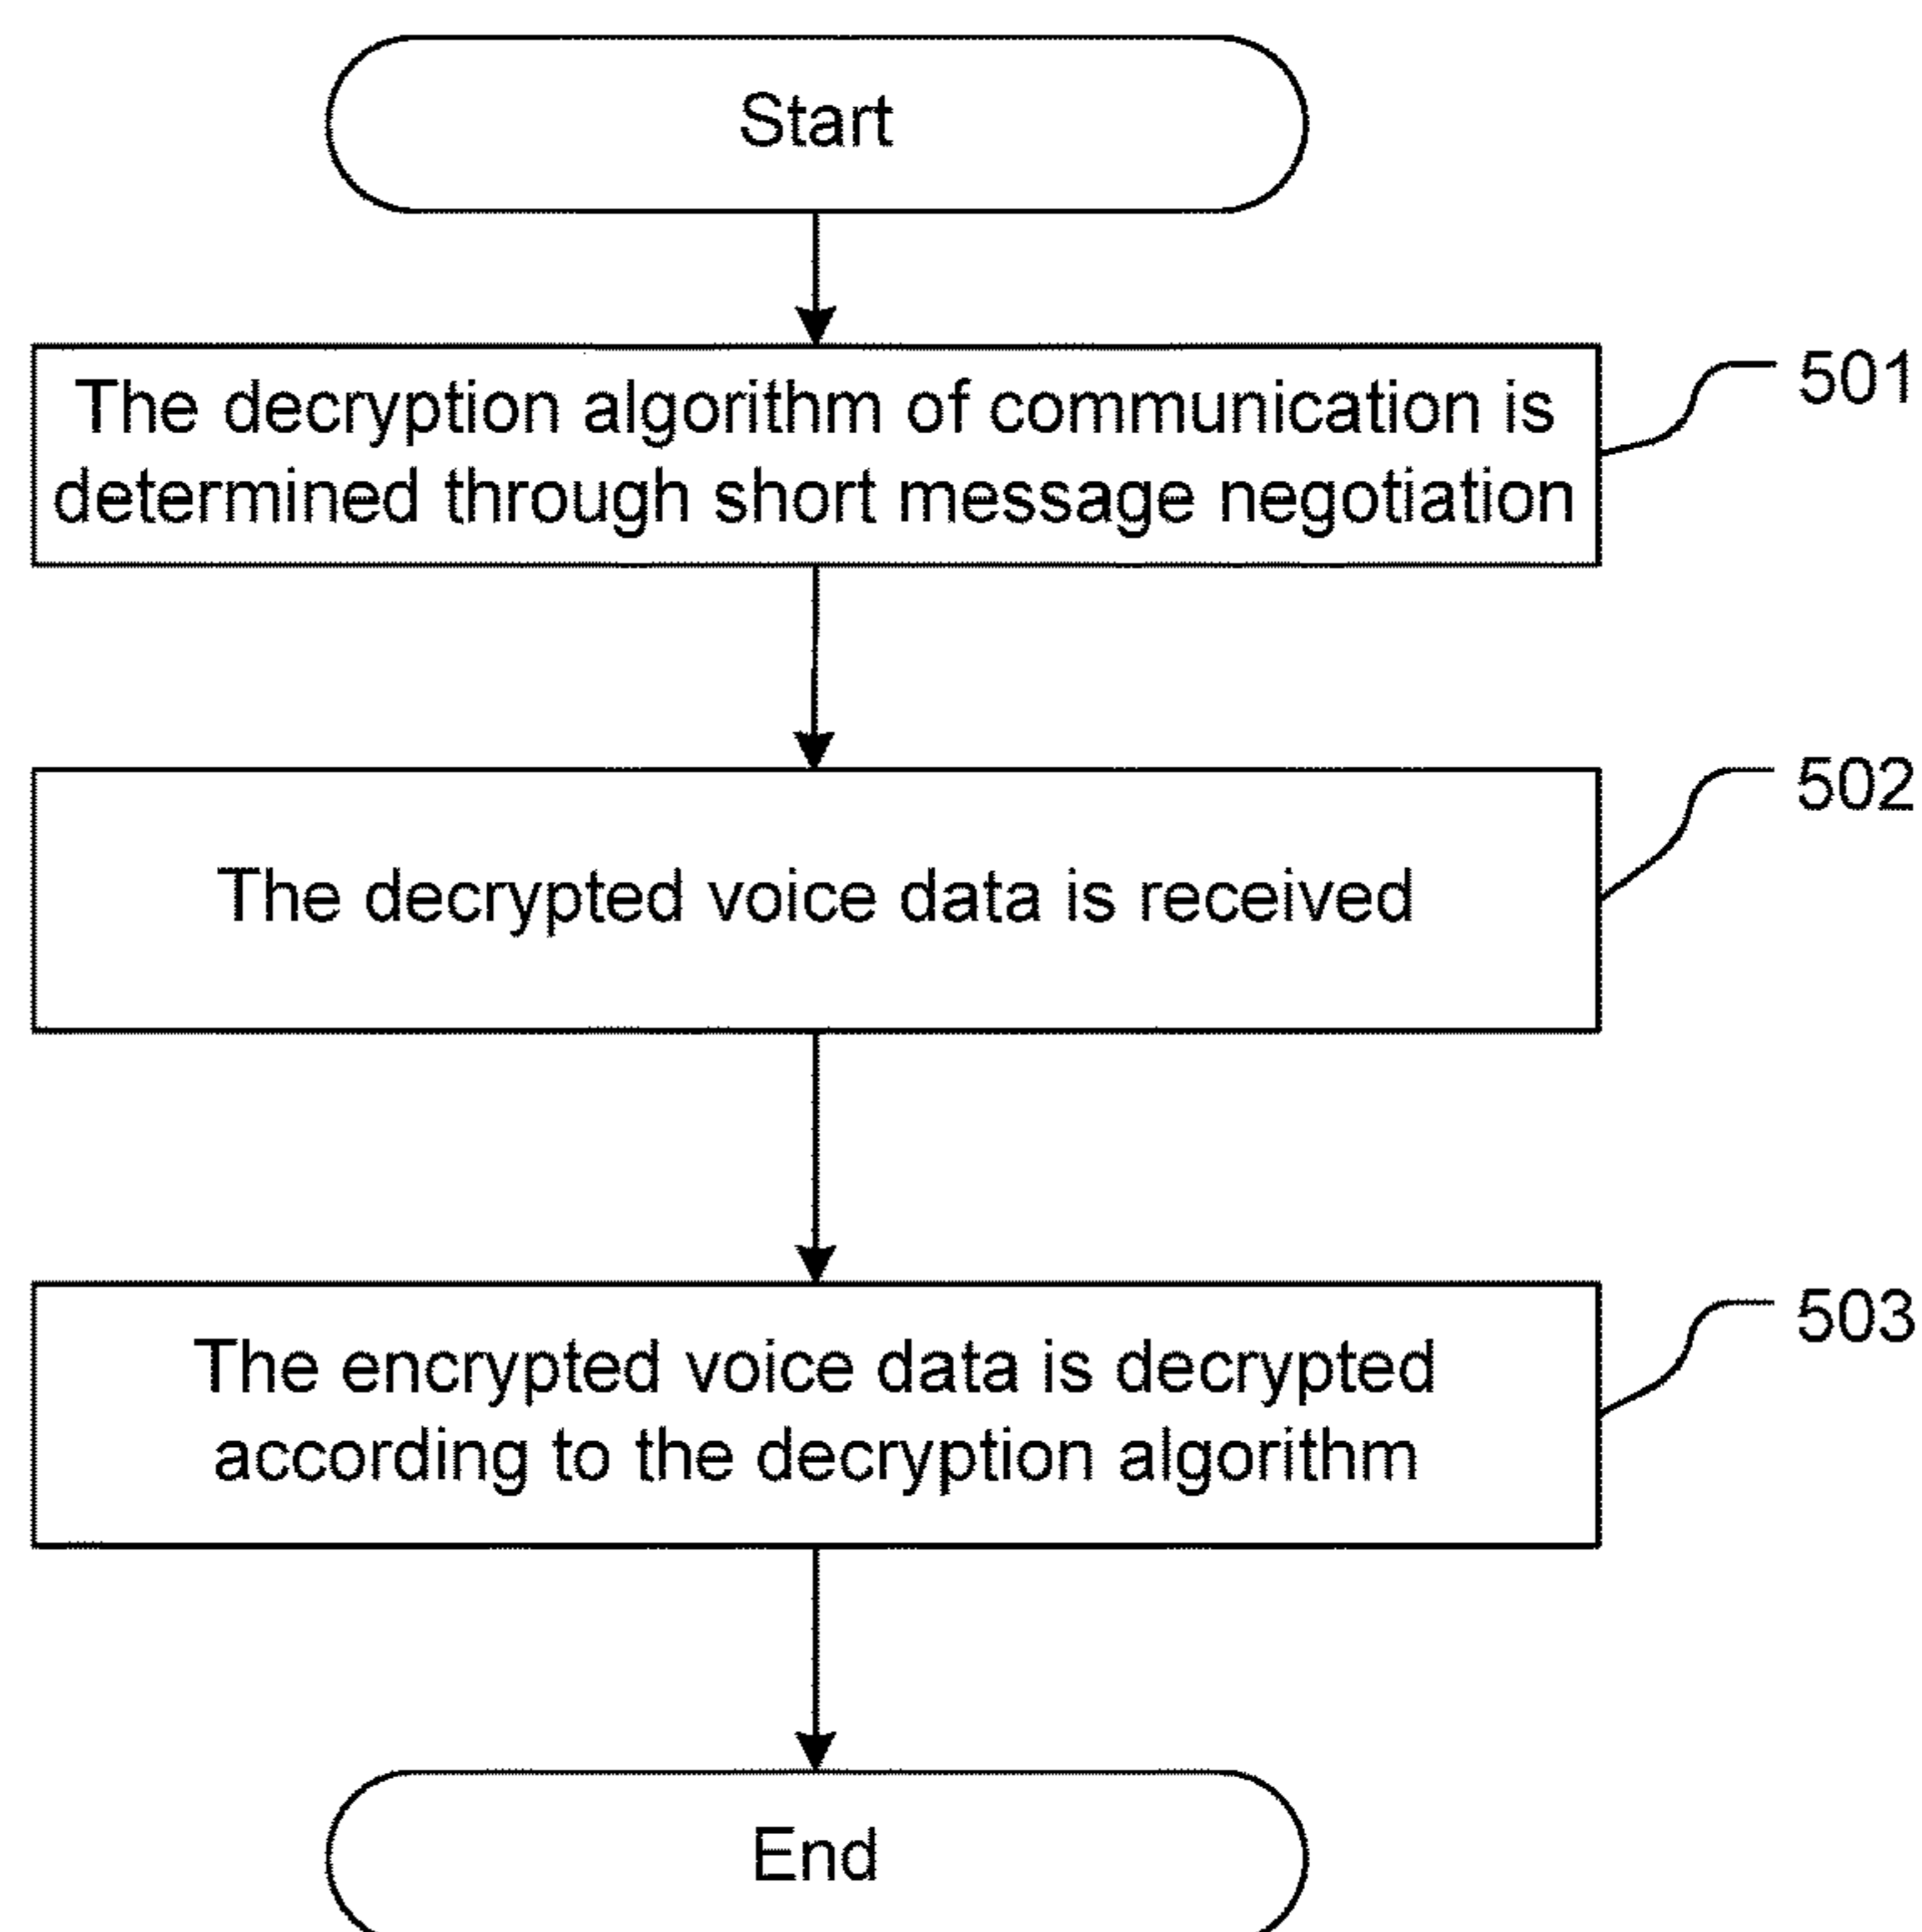 Start
The decryption algorithm of communication is
determined through short message negotiation
501
The decrypted voice data is received
502
The encrypted voice data is decrypted
according to the decryption algorithm
503
End